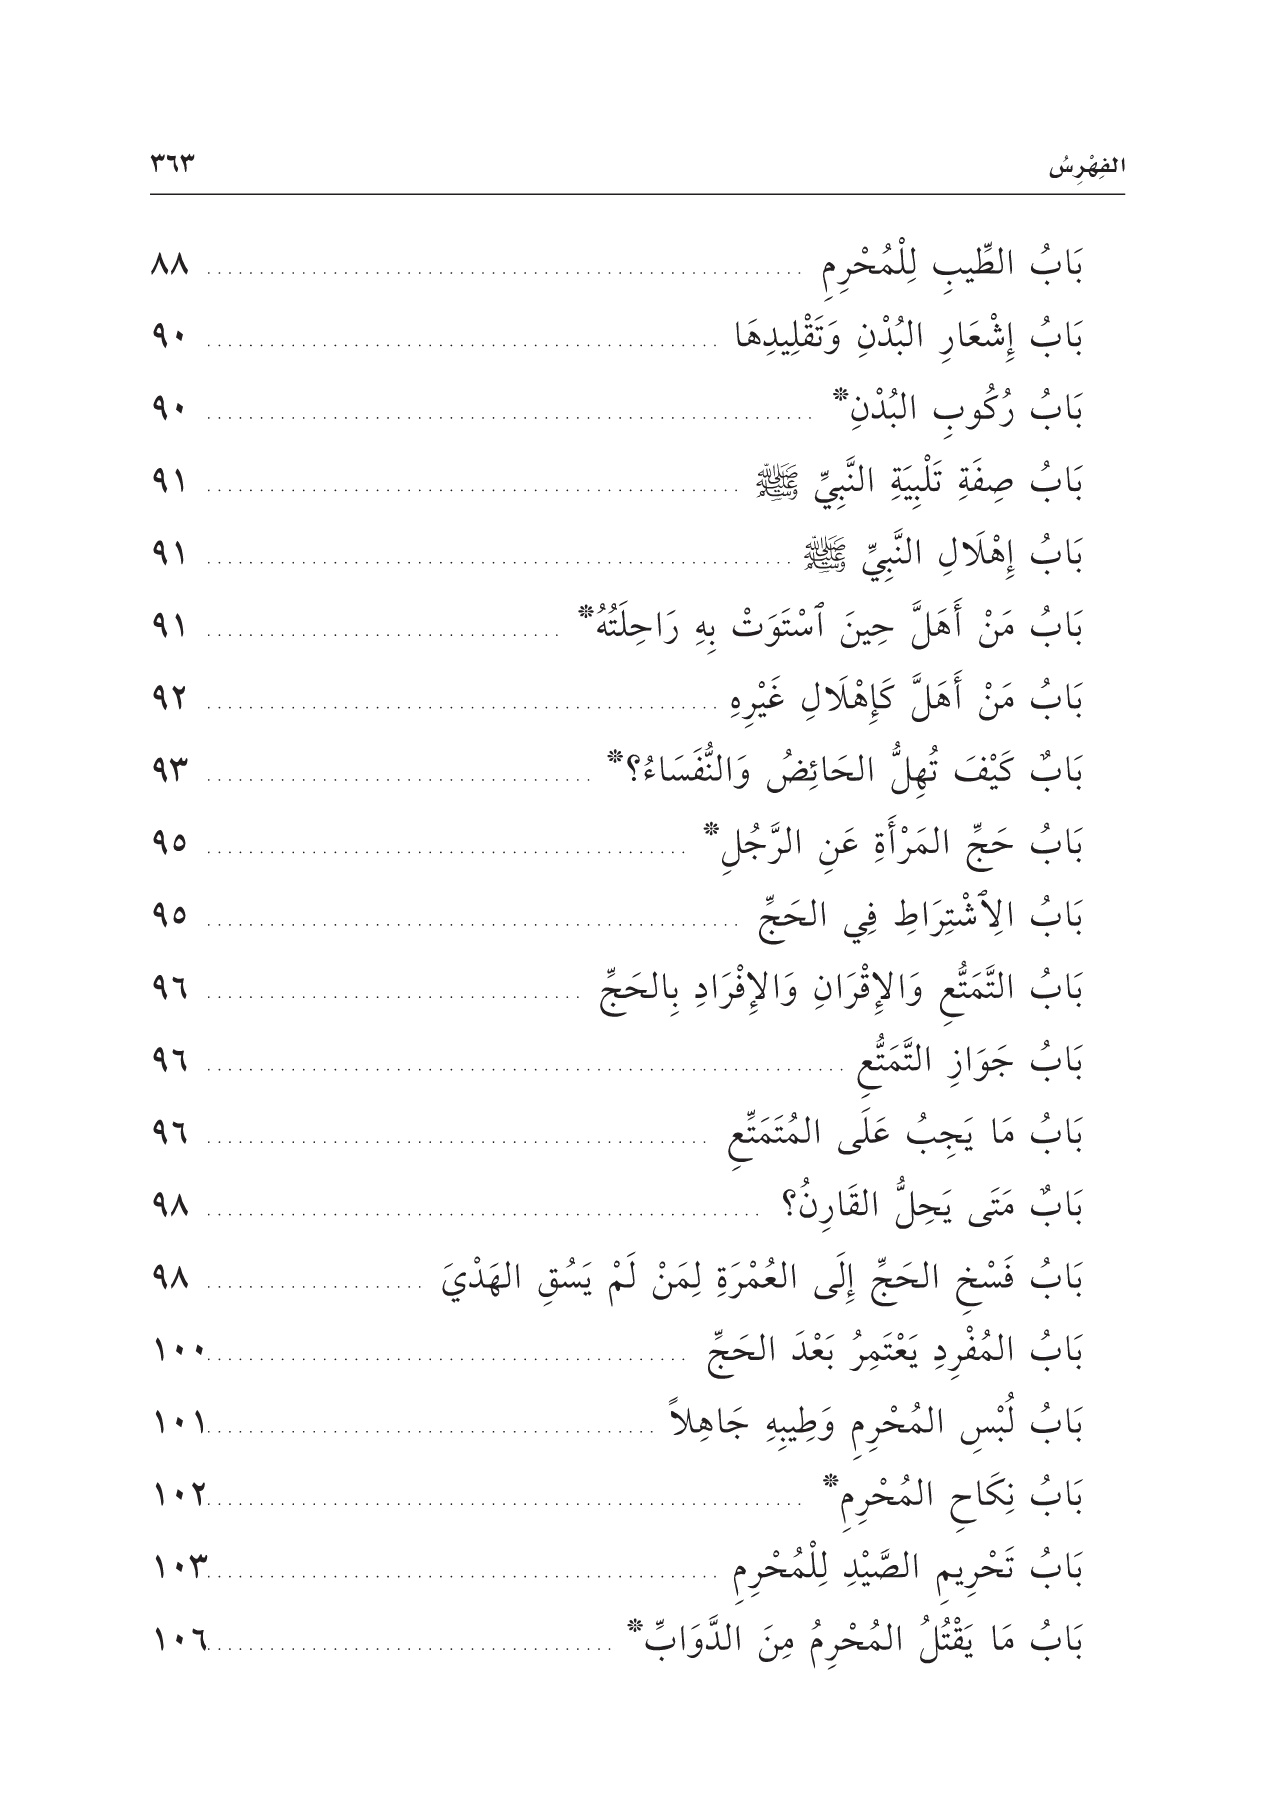 الفِهْرِسُ ٣٦٣
بَابُ الطِّيبِ لِلْمُحْرِمِ ........ ٨٨
بَابُ إِشْعَارِ البُدْنِ وَتَقْلِيدِهَا ........ ٩٠
بَابُ رُكُوبِ البُدْنِ* ........ ٩٠
بَابُ صِفَةِ تَلْبِيَةِ النَّبِيِّ ﷺ ........ ٩١
بَابُ إِهْلَالِ النَّبِيِّ ﷺ ........ ٩١
بَابُ مَنْ أَهَلَّ حِينَ ٱسْتَوَتْ بِهِ رَاحِلَتُهُ* ........ ٩١
بَابُ مَنْ أَهَلَّ كَإِهْلَالِ غَيْرِهِ ........ ٩٢
بَابٌ كَيْفَ تُهِلُّ الحَائِضُ وَالنُّفَسَاءُ؟* ........ ٩٣
بَابُ حَجِّ المَرْأَةِ عَنِ الرَّجُلِ* ........ ٩٥
بَابُ الِٱشْتِرَاطِ فِي الحَجِّ ........ ٩٥
بَابُ التَّمَتُّعِ وَالإِقْرَانِ وَالإِفْرَادِ بِالحَجِّ ........ ٩٦
بَابُ جَوَازِ التَّمَتُّعِ ........ ٩٦
بَابُ مَا يَجِبُ عَلَى المُتَمَتِّعِ ........ ٩٦
بَابٌ مَتَى يَحِلُّ القَارِنُ؟ ........ ٩٨
بَابُ فَسْخِ الحَجِّ إِلَى العُمْرَةِ لِمَنْ لَمْ يَسُقِ الهَدْيَ ........ ٩٨
بَابُ المُفْرِدِ يَعْتَمِرُ بَعْدَ الحَجِّ ........ ١٠٠
بَابُ لُبْسِ المُحْرِمِ وَطِيبِهِ جَاهِلاً ........ ١٠١
بَابُ نِكَاحِ المُحْرِمِ* ........ ١٠٢
بَابُ تَحْرِيمِ الصَّيْدِ لِلْمُحْرِمِ ........ ١٠٣
بَابُ مَا يَقْتُلُ المُحْرِمُ مِنَ الدَّوَابِّ* ........ ١٠٦